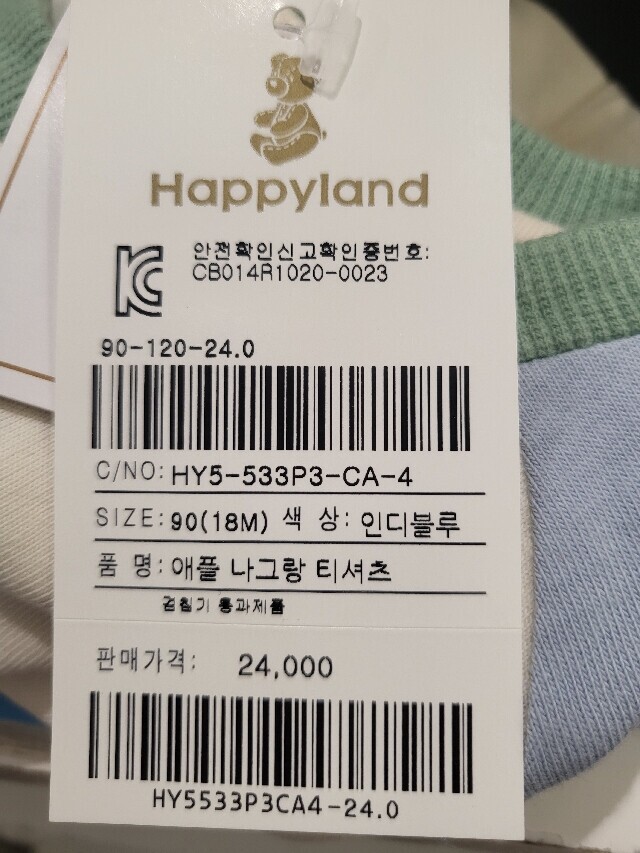 Happyland
안전확인신고확인증번호:
CB014R1020-0023
90-120-24.0
C/NO: HY5-533P3-CA-4
SIZE: 90(18M) 색 상: 인디블루
품 명: 애플 나그랑 티셔츠
검침기 통과제품
판매가격: 24,000
HY5533P3CA4-24.0